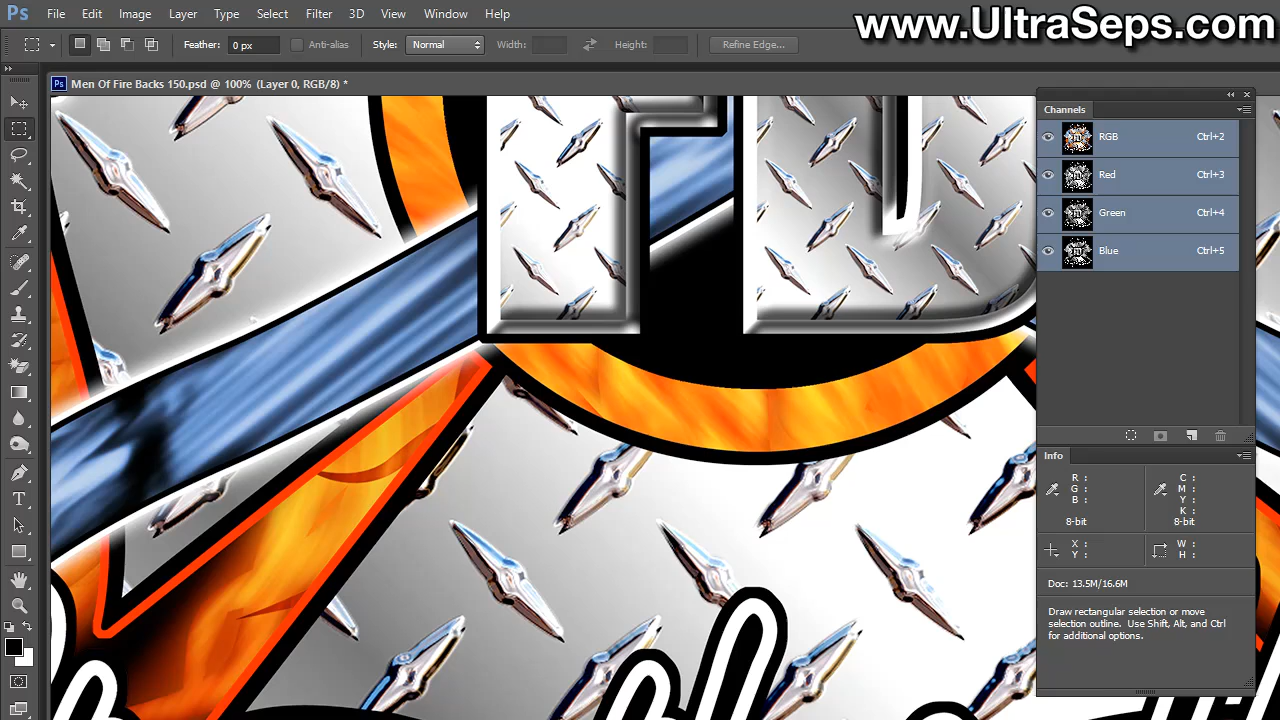 Ps File Edit Image Layer Type Select Filter 3D View Window Help
www.UltraSeps.com
Feather: 0 px Anti-alias Style: Normal Width: Height: Refine Edge...
Ps Men Of Fire Backs 150.psd @ 100% (Layer 0, RGB/8) *
Channels
RGB Ctrl+2
Red Ctrl+3
Green Ctrl+4
Blue Ctrl+5
Info
R : C :
G : M :
B : Y :
K :
8-bit 8-bit
X : W :
Y : H :
Doc: 13.5M/16.6M
Show rectangular selection or move
selection outline. Use Shift, Alt, and Ctrl
for additional options.